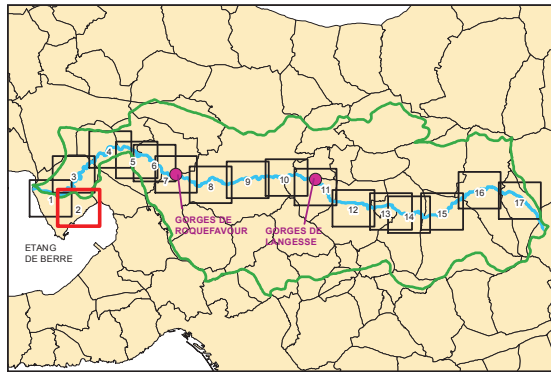 1
2
3
4
5
6
7
8
9
10
11
12
13
14
15
16
17
GORGES DE
ROQUEFAVOUR
GORGES DE
LANGESSE
ETANG
DE BERRE